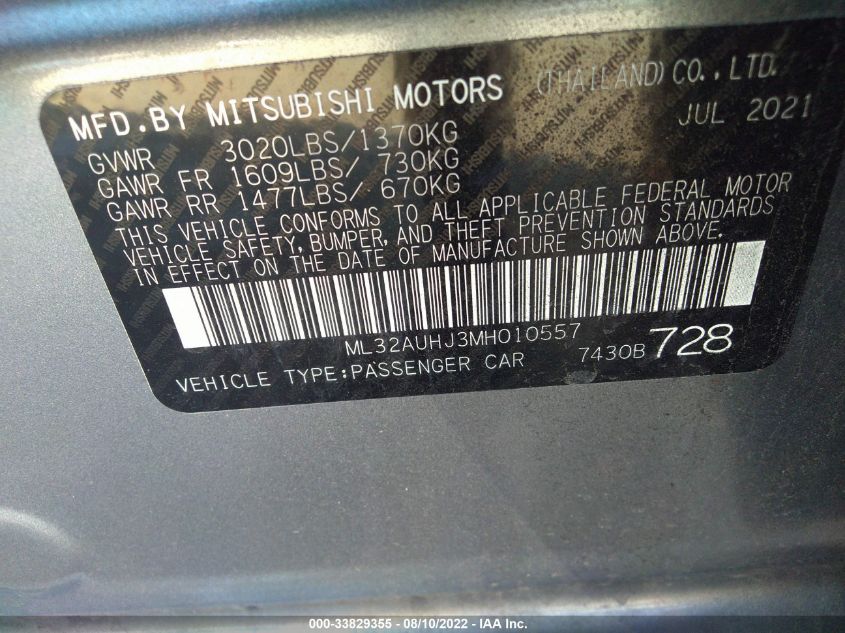 MFD.BY MITSUBISHI MOTORS (THAILAND) CO.,LTD.
JUL 2021
GVWR 3020LBS/1370KG
GAWR FR 1609LBS/ 730KG
GAWR RR 1477LBS/ 670KG
THIS VEHICLE CONFORMS TO ALL APPLICABLE FEDERAL MOTOR
VEHICLE SAFETY, BUMPER, AND THEFT PREVENTION STANDARDS
IN EFFECT ON THE DATE OF MANUFACTURE SHOWN ABOVE.
ML32AUHJ3MH010557
7430B 728
VEHICLE TYPE:PASSENGER CAR
000-33829355 - 08/10/2022 - IAA Inc.